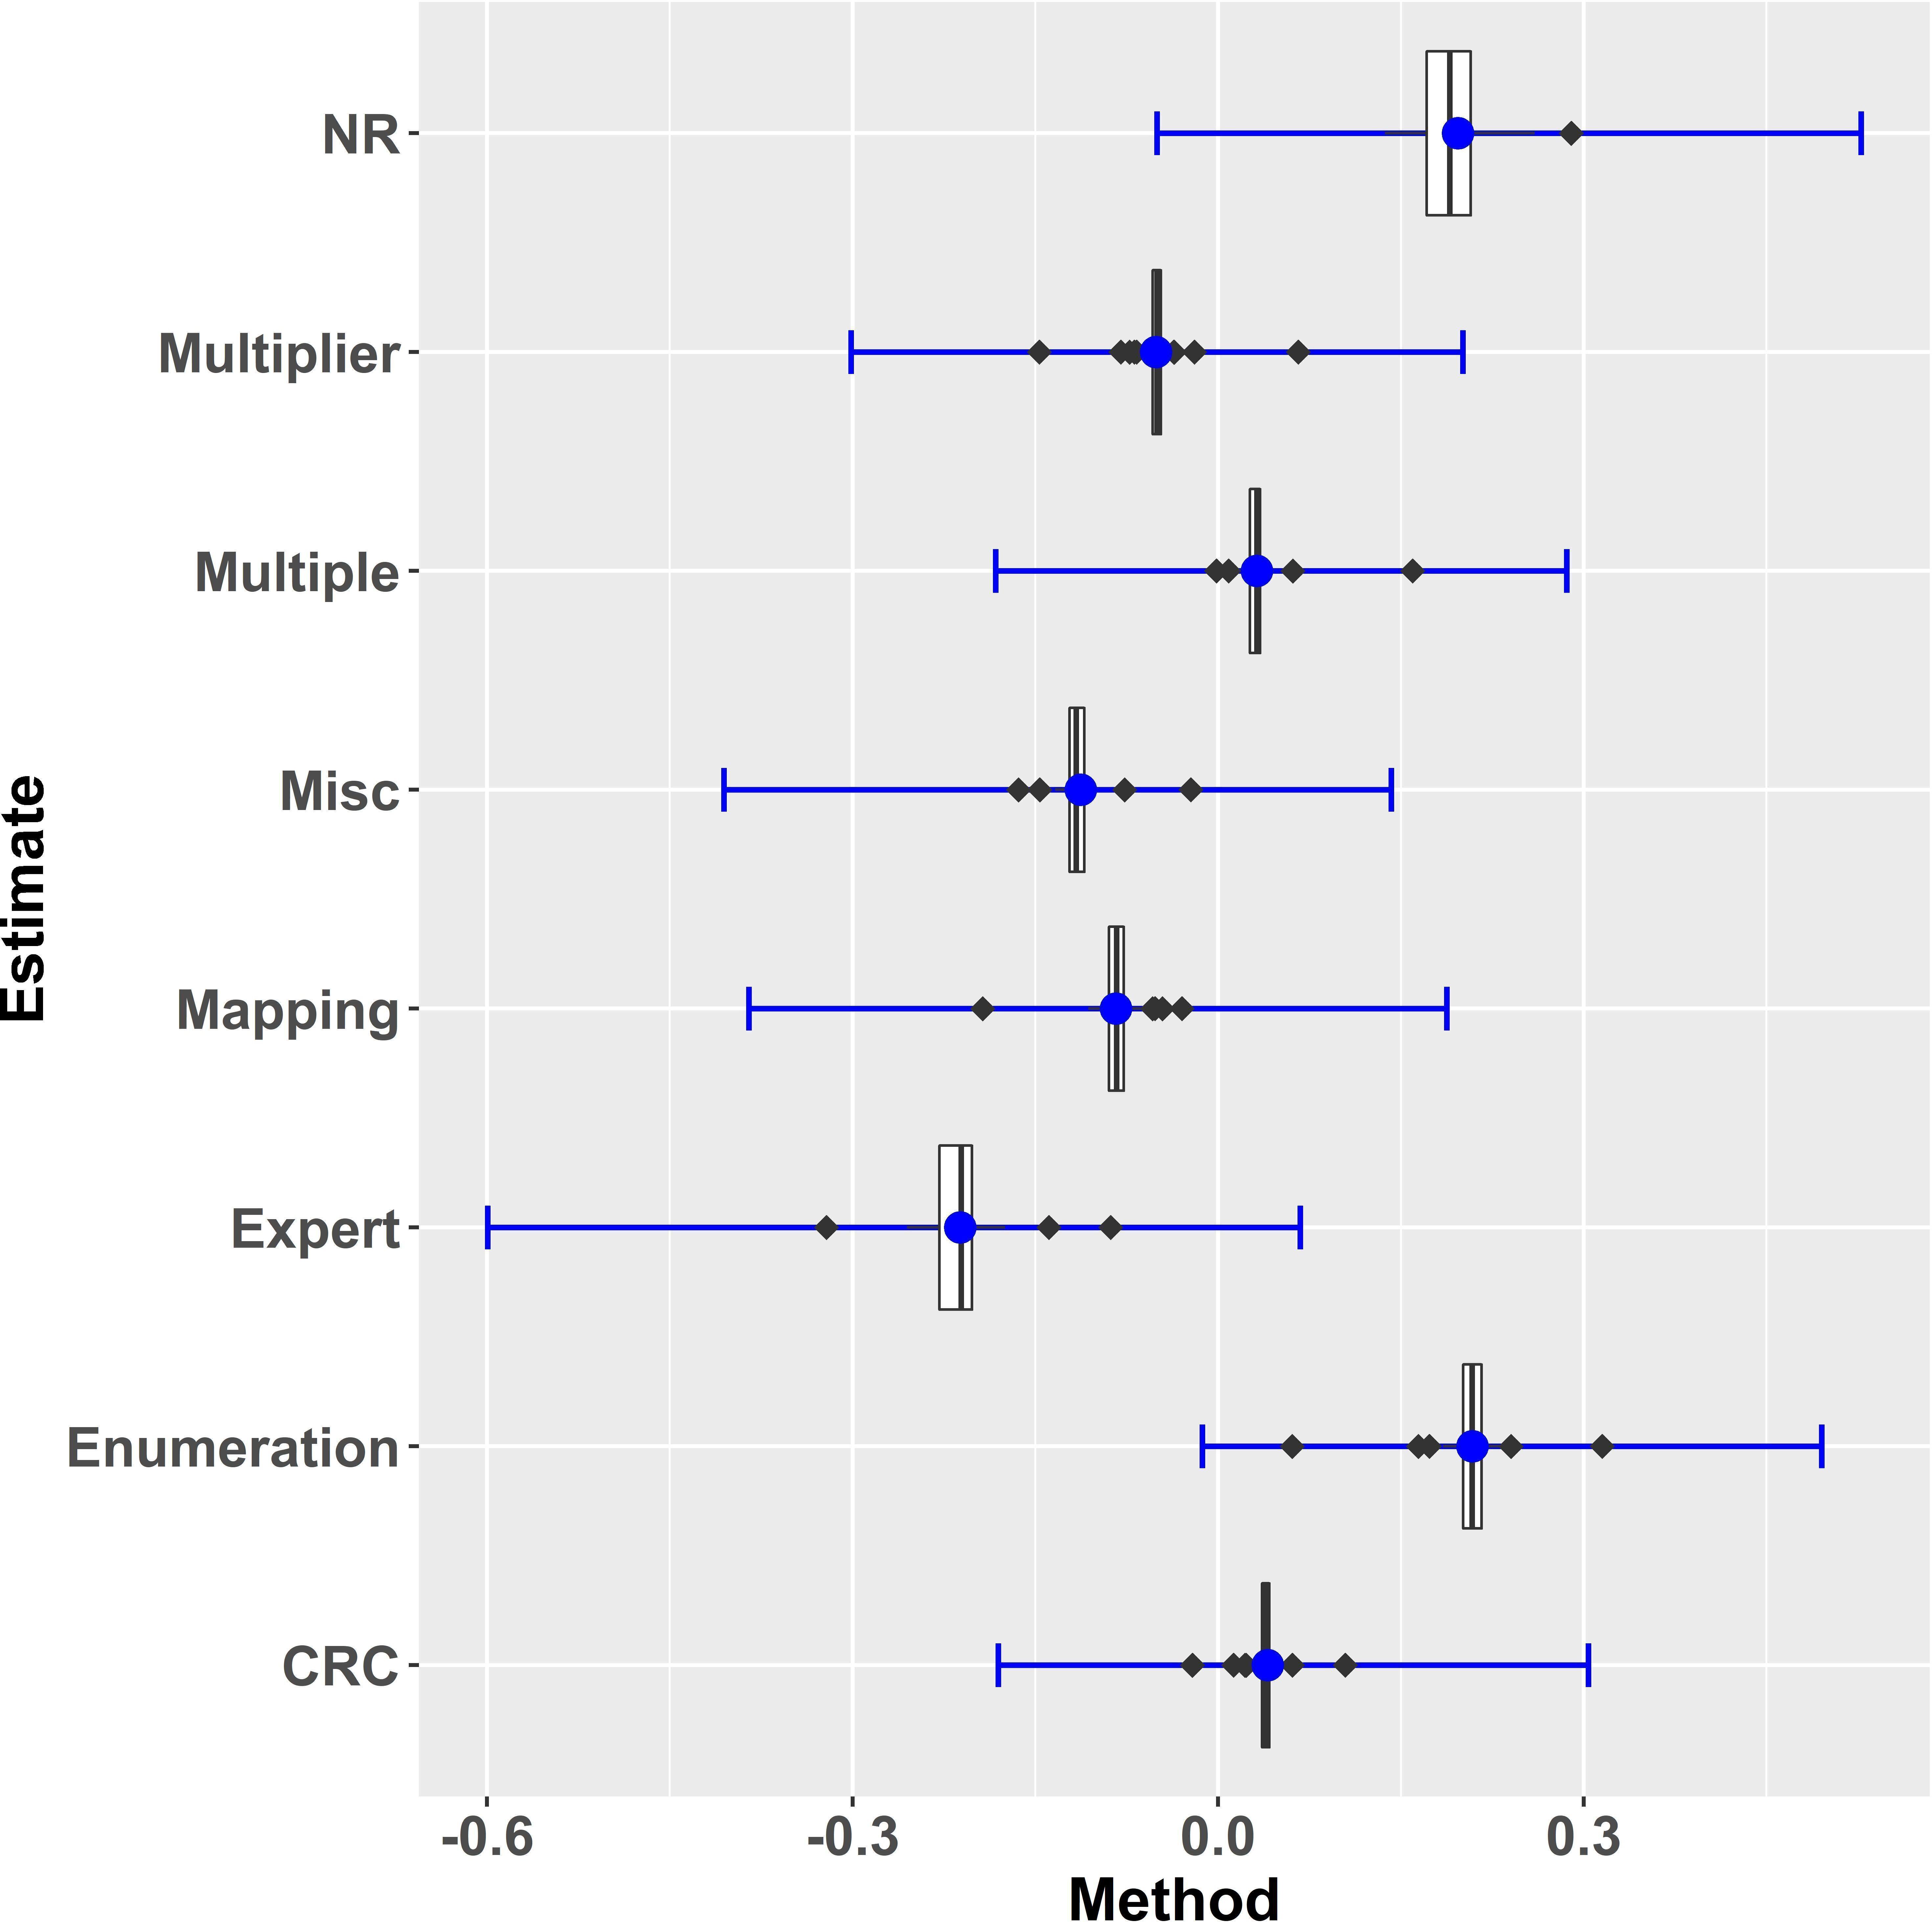 NR
Multiplier
Multiple
Misc
Mapping
Expert
Enumeration
CRC
Estimate
-0.6 -0.3 0.0 0.3
Method